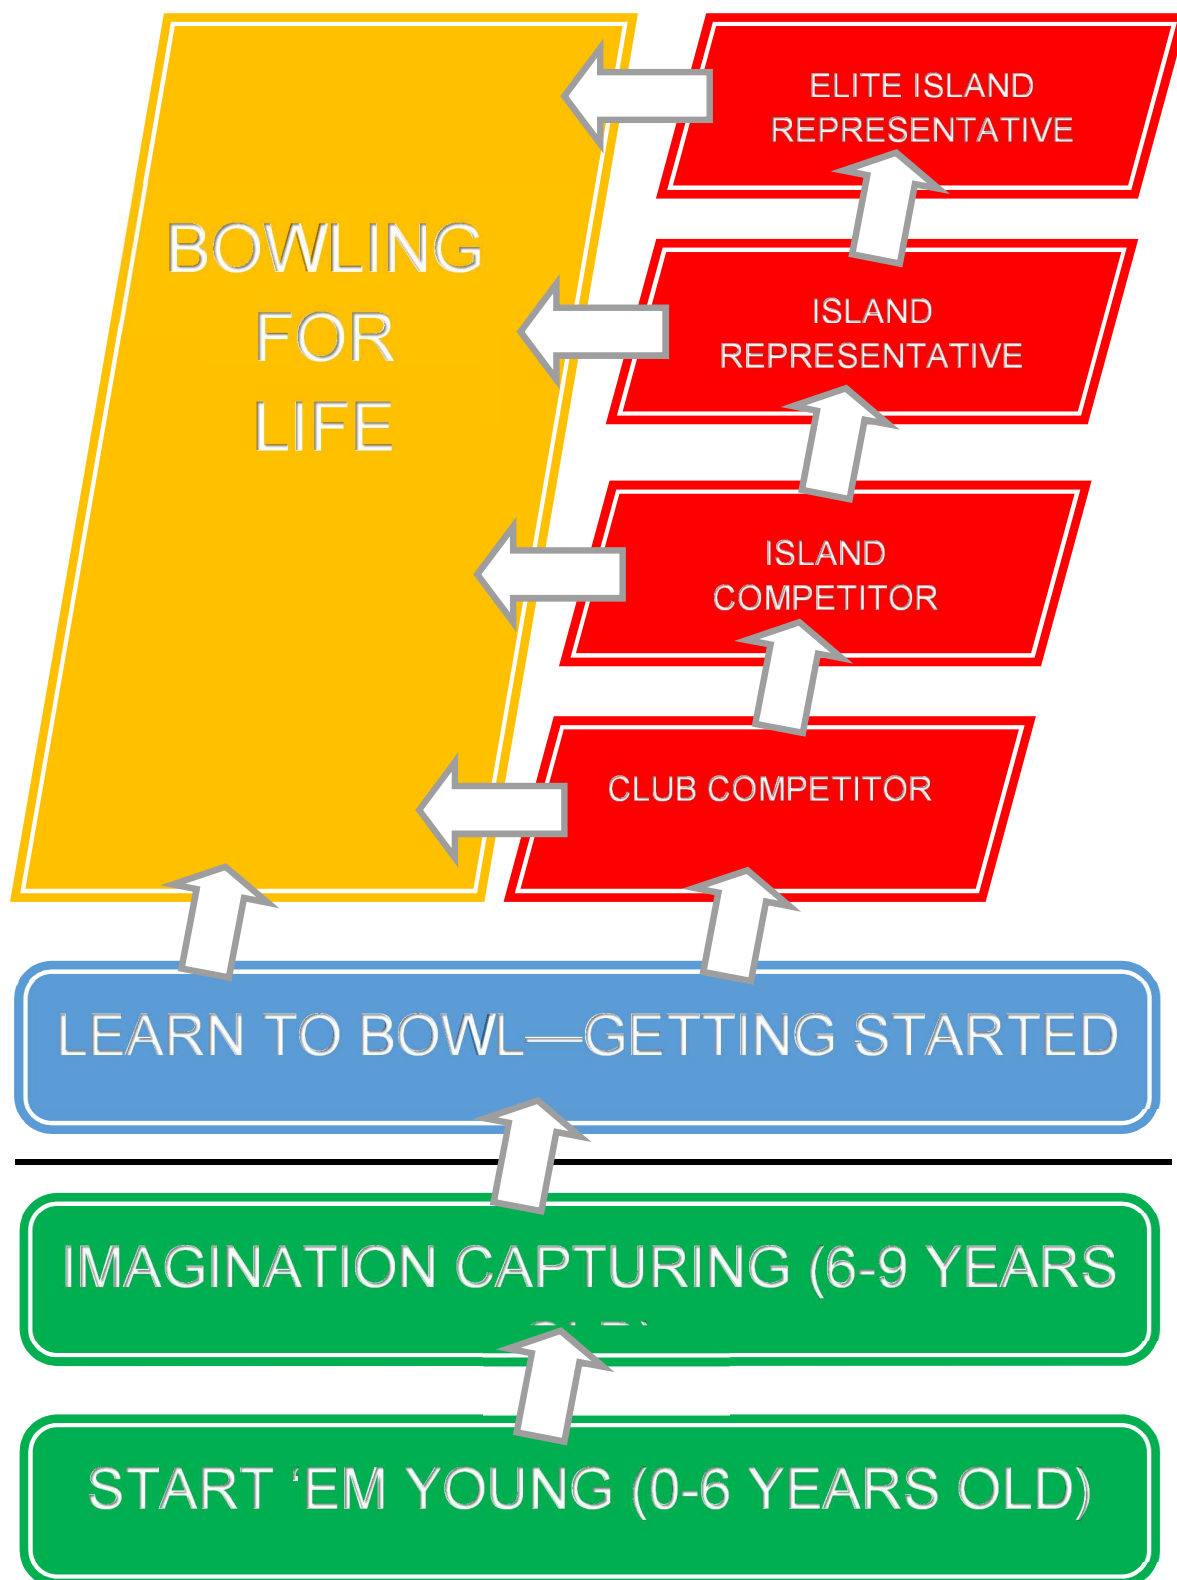 BOWLING
FOR
LIFE
ELITE ISLAND
REPRESENTATIVE
ISLAND
REPRESENTATIVE
ISLAND
COMPETITOR
CLUB COMPETITOR
LEARN TO BOWL—GETTING STARTED
IMAGINATION CAPTURING (6-9 YEARS
START ‘EM YOUNG (0-6 YEARS OLD)